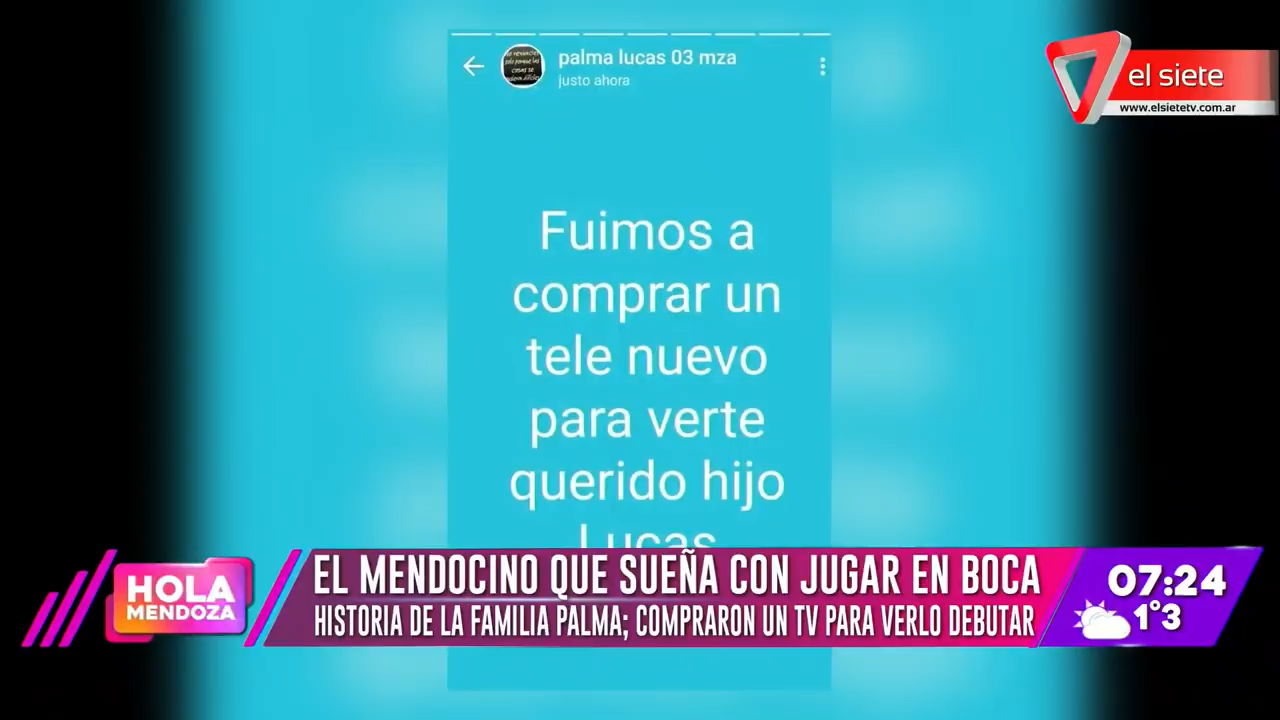 palma lucas 03 mza
justo ahora
el siete
www.elsietetv.com.ar
Fuimos a
comprar un
tele nuevo
para verte
querido hijo
Lucas
HOLA
MENDOZA
EL MENDOCINO QUE SUEÑA CON JUGAR EN BOCA
HISTORIA DE LA FAMILIA PALMA; COMPRARON UN TV PARA VERLO DEBUTAR
07:24
1°3